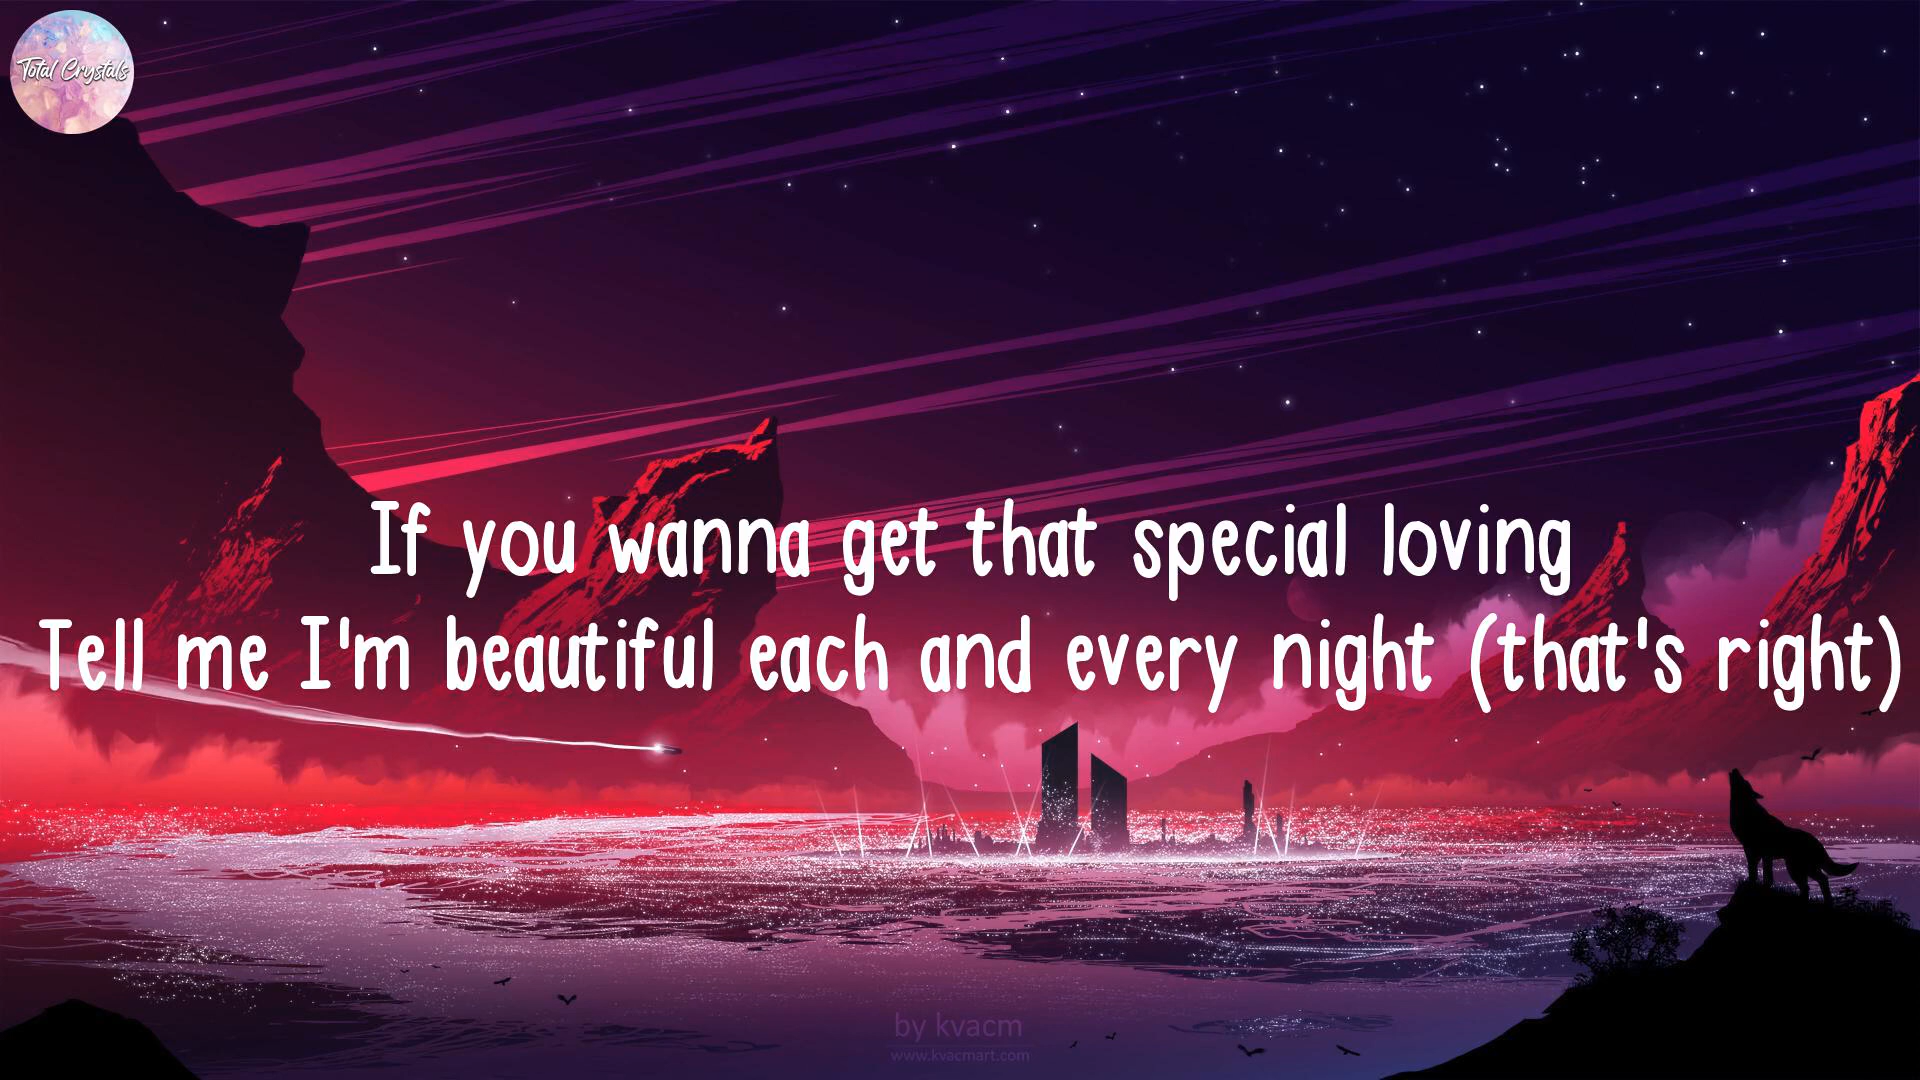 Total Crystals
If you wanna get that special loving
Tell me I'm beautiful each and every night (that's right)
by kvacm
www.kvacmart.com